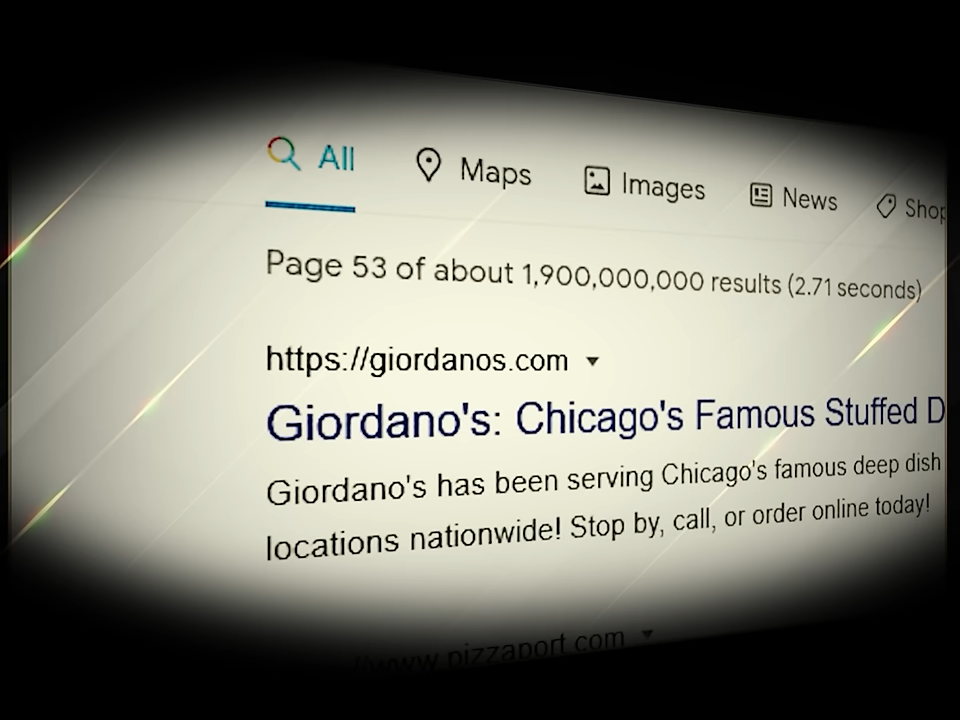 All Maps Images News Shop
Page 53 of about 1,900,000,000 results (2.71 seconds)
https://giordanos.com
Giordano's: Chicago's Famous Stuffed D
Giordano's has been serving Chicago's famous deep dish
locations nationwide! Stop by, call, or order online today!
//www.pizzaport.com